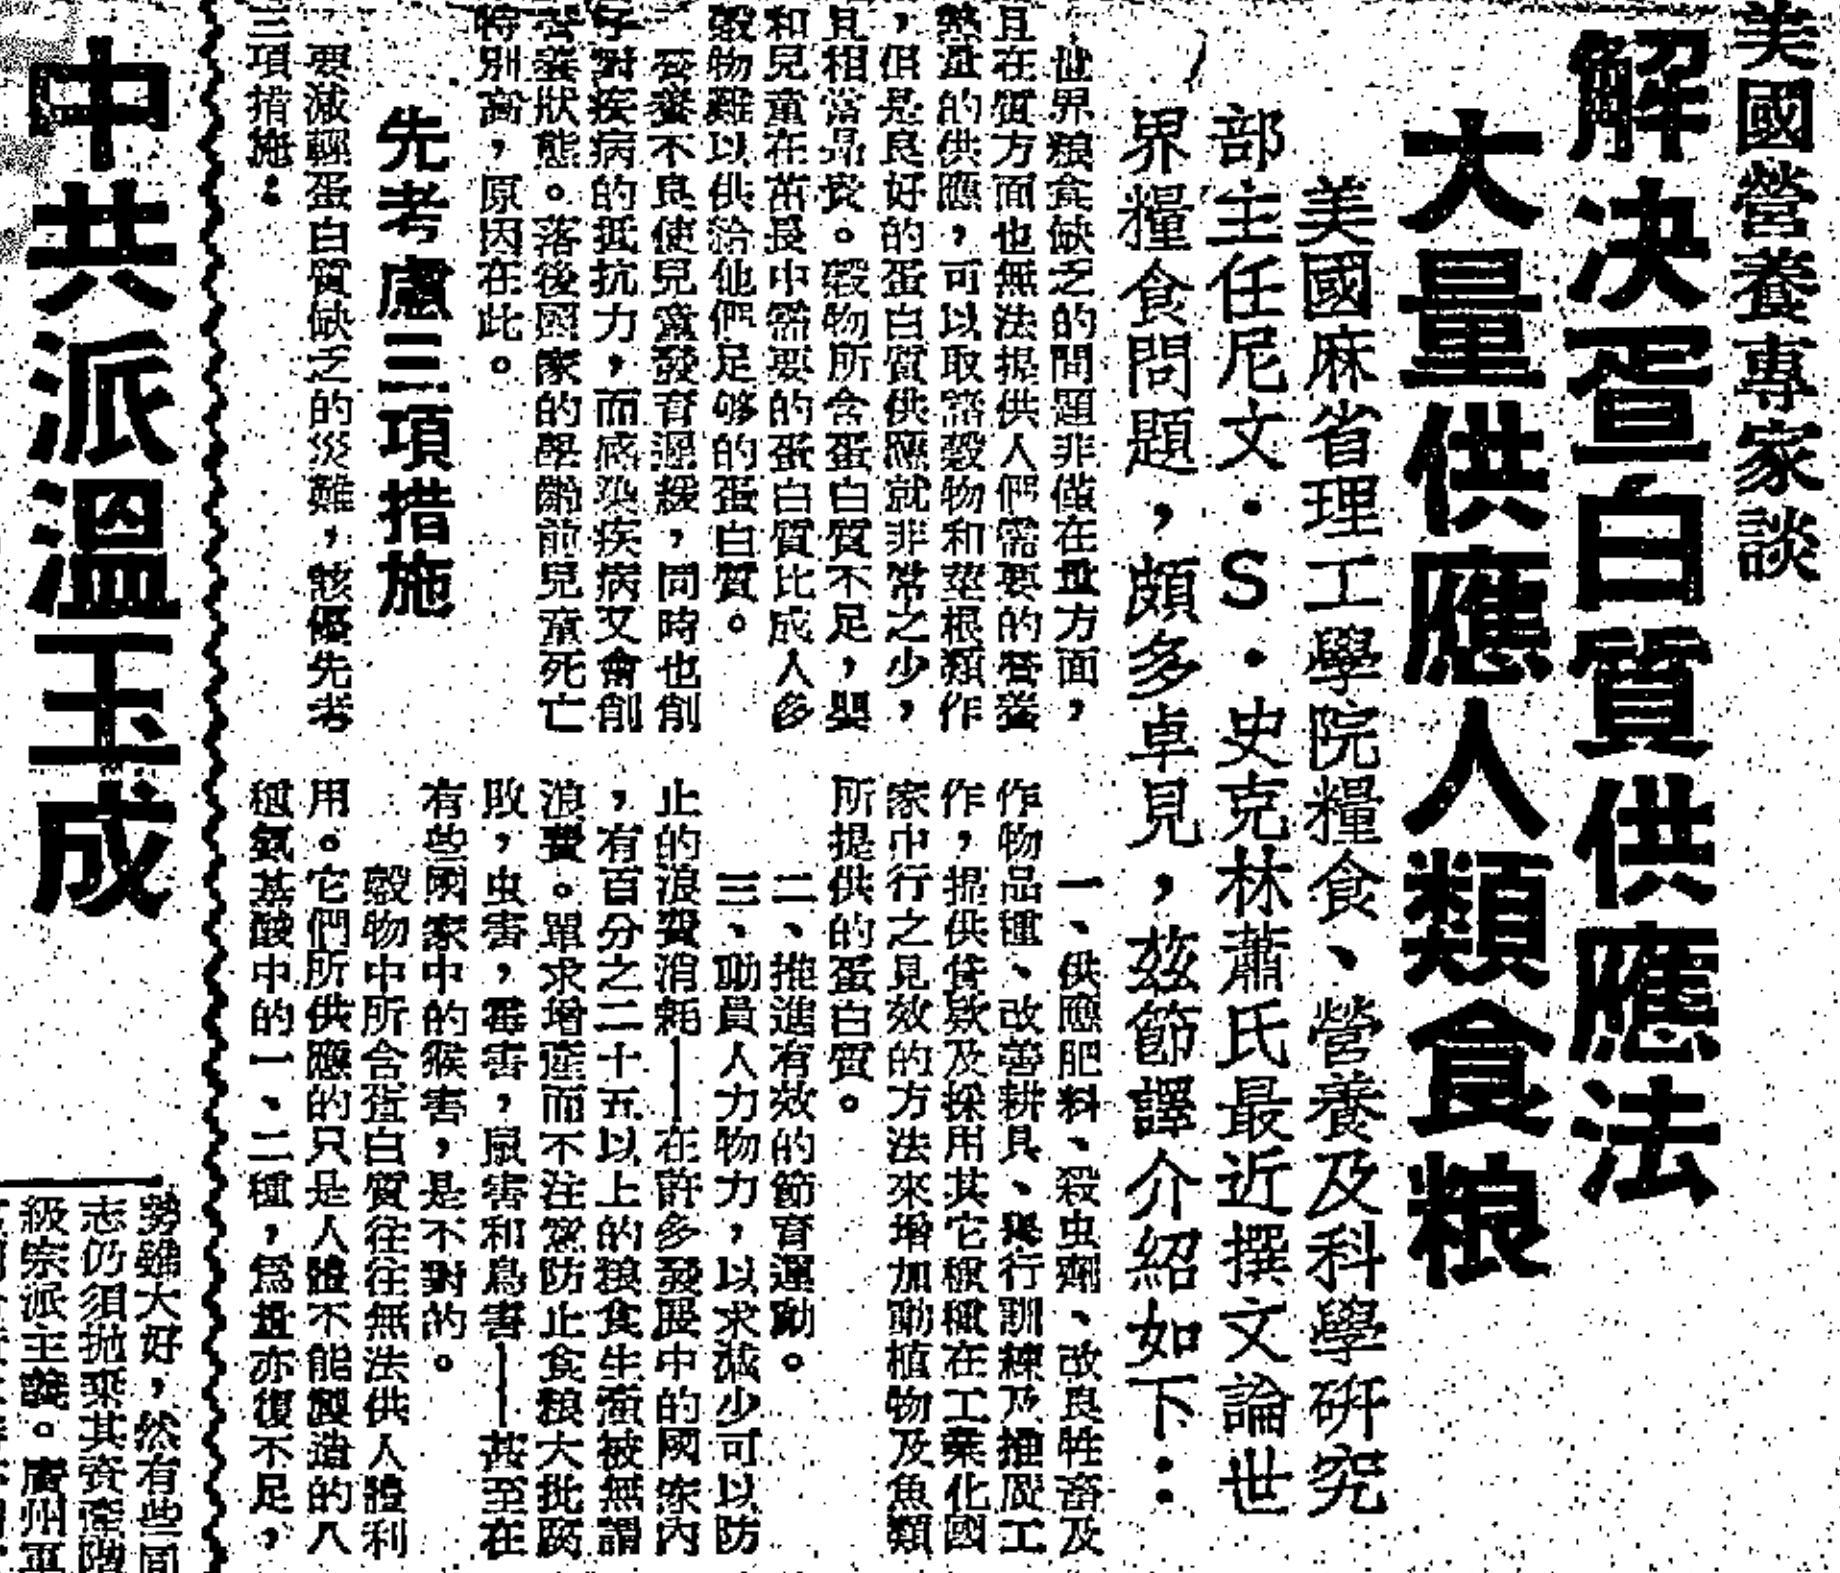 美國營養專家談
解決蛋白質供應法
大量供應人類食粮
美國麻省理工學院糧食、營養及科學研究
部主任尼文·S·史克林蕭氏最近撰文論世
界糧食問題，頗多卓見，茲節譯介紹如下：
世界粮食缺乏的問題非僅在量方面，
且在質方面也無法提供人們需要的營養
熱量的供應，可以取諸穀物和莖根類作
，但是良好的蛋白質供應就非常之少，
且相當昂貴。穀物所含蛋白質不足，嬰
和兒童在茁長中需要的蛋白質比成人多
穀物難以供給他們足够的蛋白質。
營養不良使兒童發育遲緩，同時也削
子對疾病的抵抗力，而感染疾病又會削
營養狀態。落後國家的學齡前兒童死亡
特別高，原因在此。
先考慮三項措施
要減輕蛋白質缺乏的災難，該優先考
三項措施：
一、供應肥料、殺虫劑、改良牲畜及
作物品種、改善耕具、與行訓練及推廣工
作，提供貸款及採用其它種種在工業化國
家中行之見效的方法來增加動植物及魚類
所提供的蛋白質。
二、推進有效的節育運動。
三、動員人力物力，以求減少可以防
止的浪費消耗——在許多發展中的國家內
，有百分之二十五以上的粮食生產被無謂
浪費。單求增產而不注意防止食粮大批腐
敗，虫害，霉害，鼠害和鳥害——甚至在
有些國家中的猴害，是不對的。
穀物中所含蛋白質往往無法供人體利
用。它們所供應的只是人體不能製造的八
種氨基酸中的一、二種，為量亦復不足，
中共派溫玉成
勞雖大好，然有些同
志仍須拋棄其資產階
級宗派主義。廣州軍